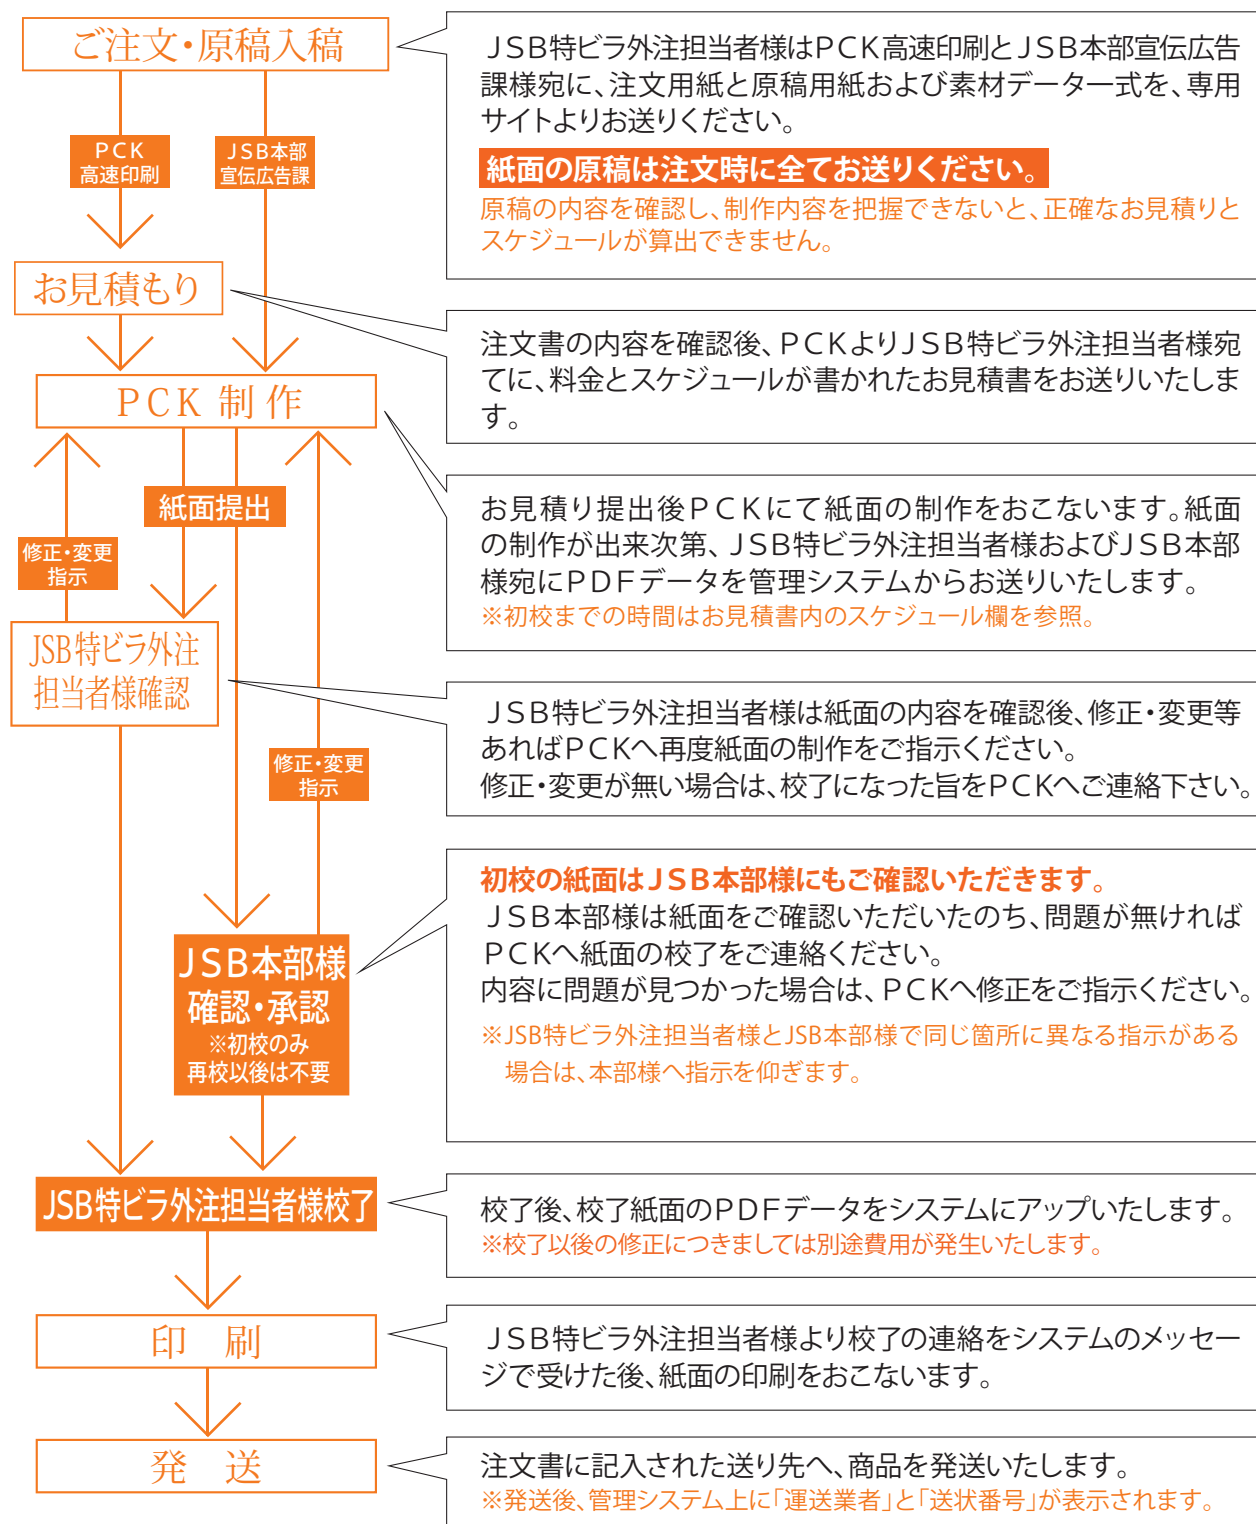 ご注文・原稿入稿
JSB特ビラ外注担当者様はPCK高速印刷とJSB本部宣伝広告
課様宛に、注文用紙と原稿用紙および素材データ一式を、専用
サイトよりお送りください。
紙面の原稿は注文時に全てお送りください。
原稿の内容を確認し、制作内容を把握できないと、正確なお見積りと
スケジュールが算出できません。
PCK
高速印刷
JSB本部
宣伝広告課
お見積もり
注文書の内容を確認後、PCKよりJSB特ビラ外注担当者様宛
てに、料金とスケジュールが書かれたお見積書をお送りいたしま
す。
PCK 制作
お見積り提出後PCKにて紙面の制作をおこないます。紙面
の制作が出来次第、JSB特ビラ外注担当者様およびJSB本部
様宛にPDFデータを管理システムからお送りいたします。
※初校までの時間はお見積書内のスケジュール欄を参照。
紙面提出
修正・変更
指示
JSB特ビラ外注
担当者様確認
JSB特ビラ外注担当者様は紙面の内容を確認後、修正・変更等
あればPCKへ再度紙面の制作をご指示ください。
修正・変更が無い場合は、校了になった旨をPCKへご連絡下さい。
修正・変更
指示
初校の紙面はJSB本部様にもご確認いただきます。
JSB本部様は紙面をご確認いただいたのち、問題が無ければ
PCKへ紙面の校了をご連絡ください。
内容に問題が見つかった場合は、PCKへ修正をご指示ください。
※JSB特ビラ外注担当者様とJSB本部様で同じ箇所に異なる指示がある
場合は、本部様へ指示を仰ぎます。
JSB本部様
確認・承認
※初校のみ
再校以後は不要
JSB特ビラ外注担当者様校了
校了後、校了紙面のPDFデータをシステムにアップいたします。
※校了以後の修正につきましては別途費用が発生いたします。
印 刷
JSB特ビラ外注担当者様より校了の連絡をシステムのメッセー
ジで受けた後、紙面の印刷をおこないます。
発 送
注文書に記入された送り先へ、商品を発送いたします。
※発送後、管理システム上に「運送業者」と「送状番号」が表示されます。